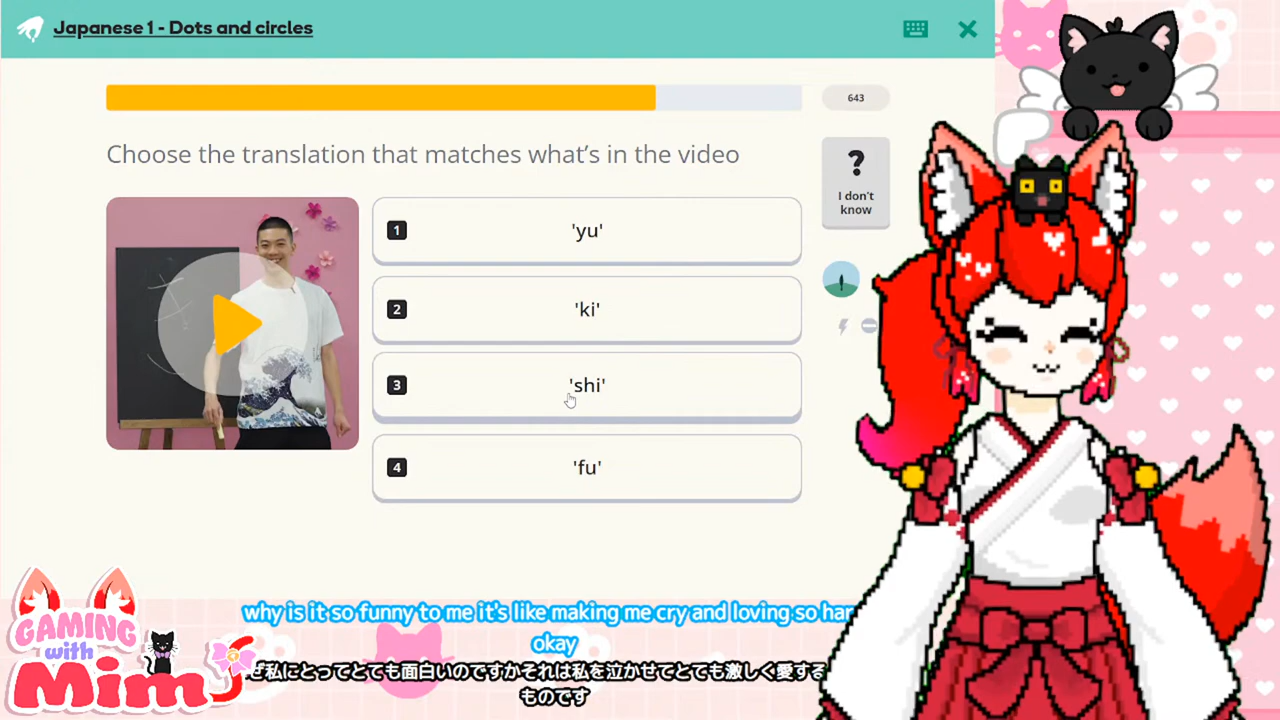 Japanese 1 - Dots and circles
643
Choose the translation that matches what's in the video
?
I don't
know
1 'yu'
2 'ki'
3 'shi'
4 'fu'
why is it so funny to me it's like making me cry and loving so har
okay
私にとってとても面白いのですかそれは私を泣かせてとても激しく愛する
ものです
GAMING
with
Mim